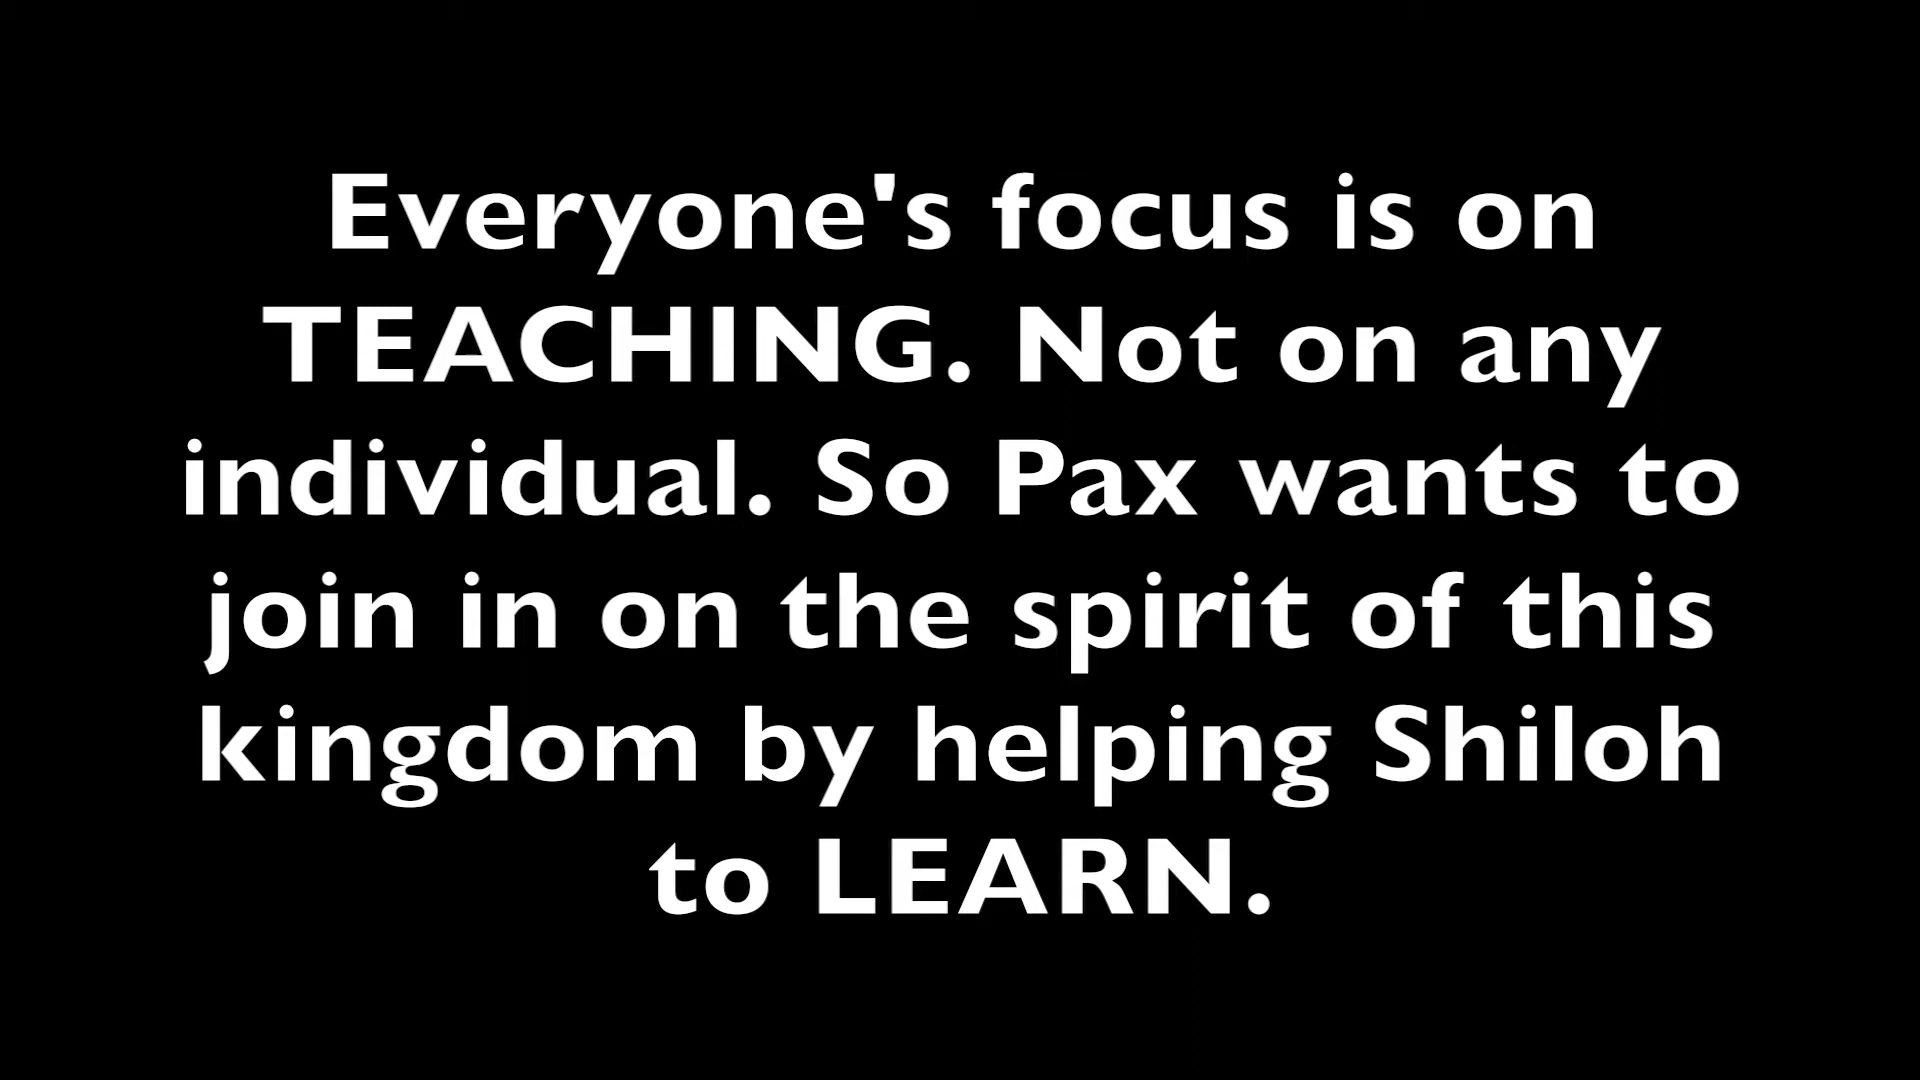 Everyone's focus is on
TEACHING. Not on any
individual. So Pax wants to
join in on the spirit of this
kingdom by helping Shiloh
to LEARN.